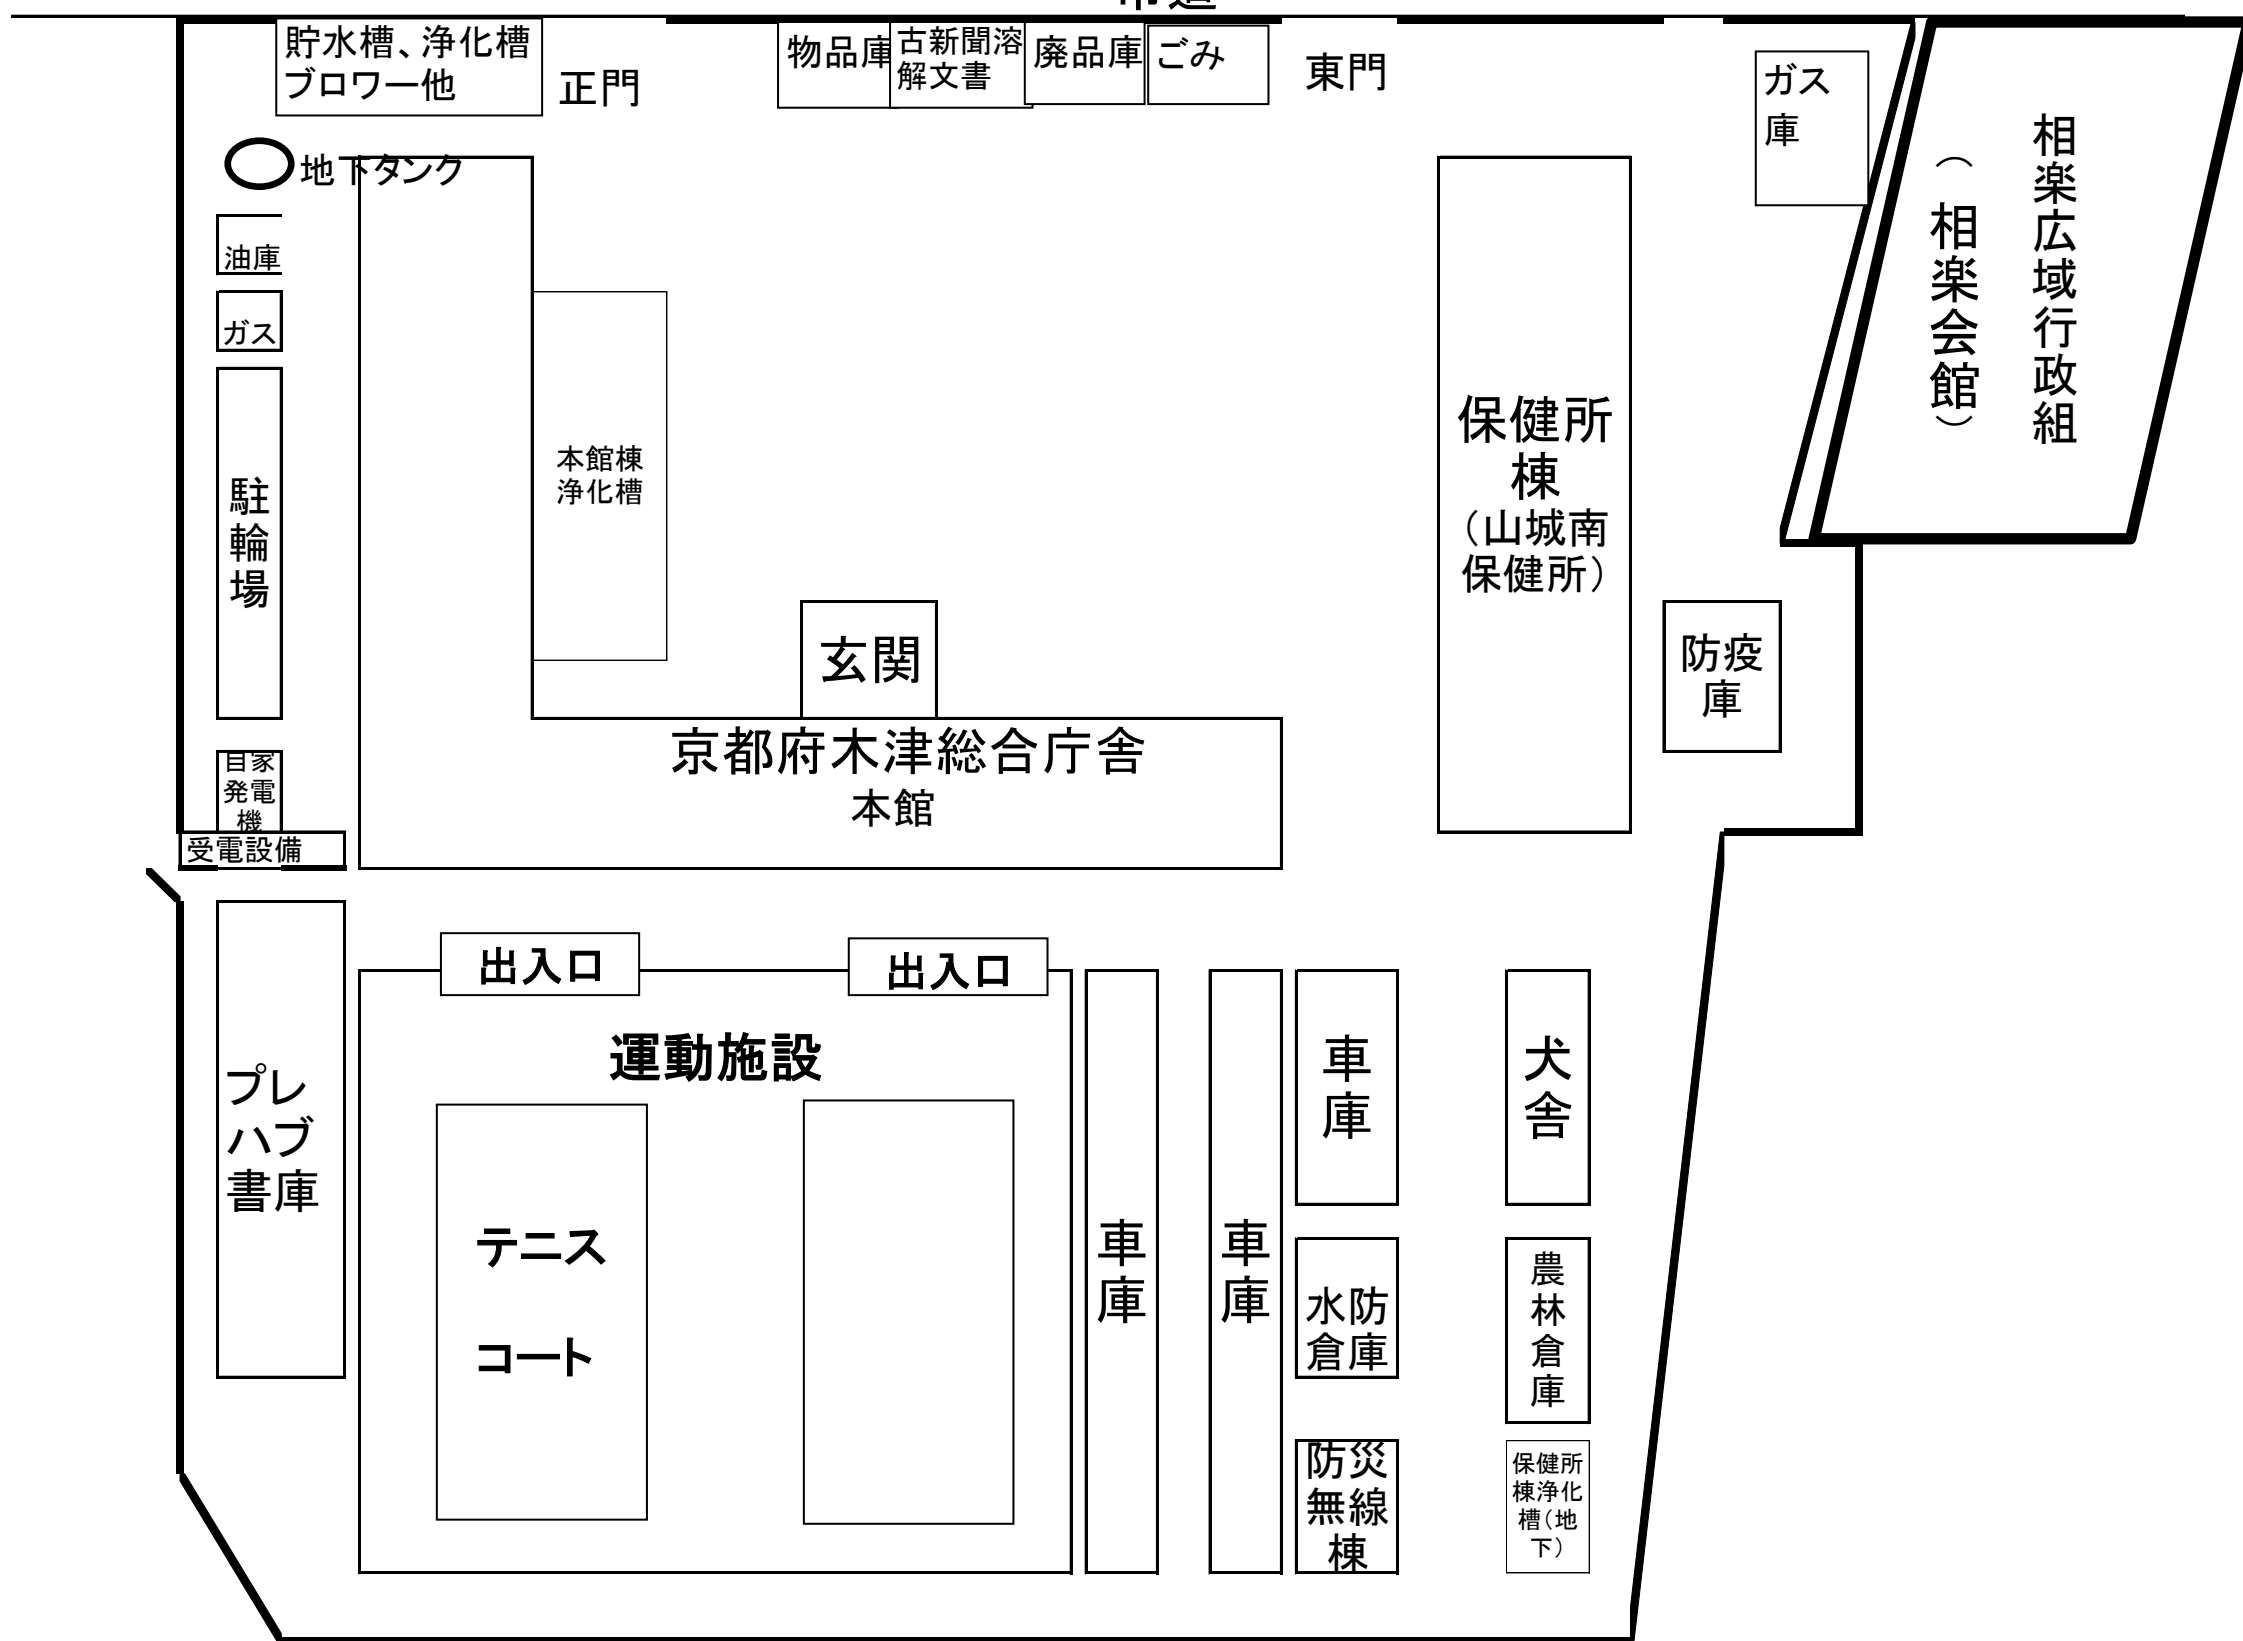 市道
貯水槽、浄化槽
ブロワー他
正門
物品庫
古新聞溶
解文書
廃品庫
ごみ
東門
ガス
庫
相楽広域行政組
（相楽会館）
地下タンク
油庫
ガス
駐
輪
場
本館棟
浄化槽
保健所
棟
（山城南
保健所）
玄関
防疫
庫
京都府木津総合庁舎
本館
自家
発電
機
受電設備
出入口
出入口
運動施設
プレ
ハブ
書庫
テニス
コート
車
庫
車
庫
車
庫
犬
舎
水防
倉庫
農
林
倉
庫
防災
無線
棟
保健所
棟浄化
槽（地
下）